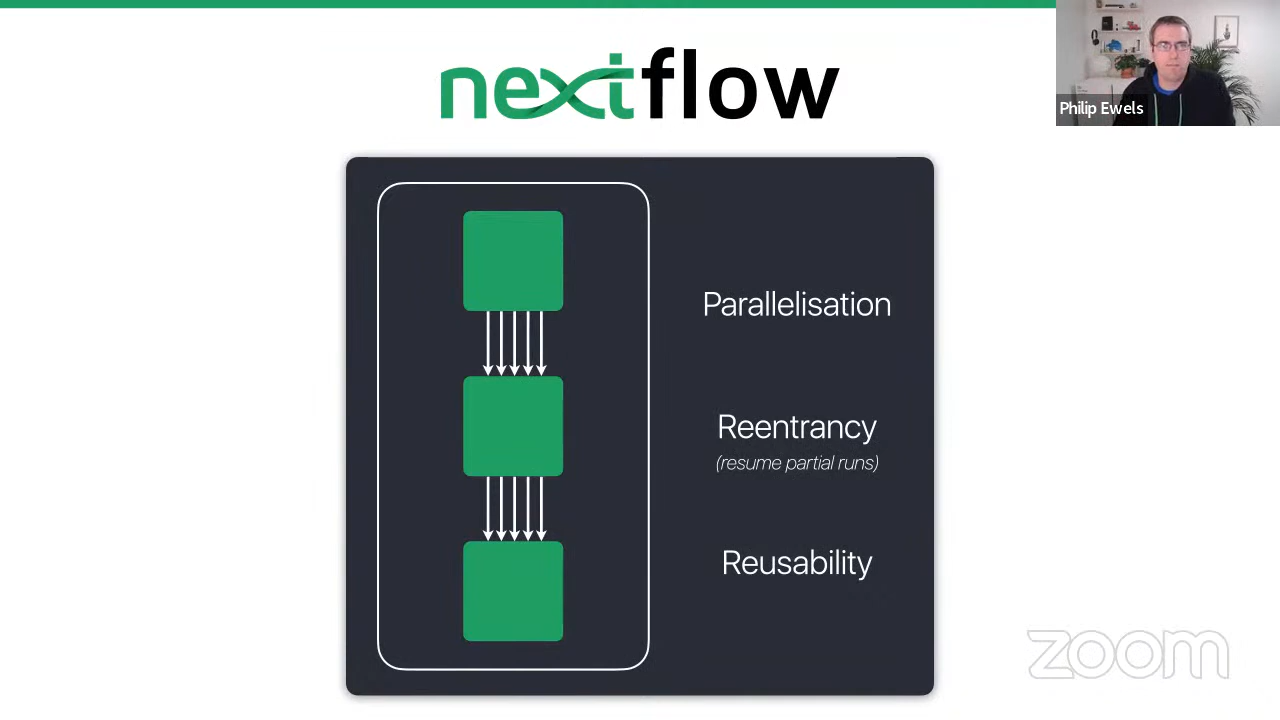 nextflow
Philip Ewels
Parallelisation
Reentrancy
(resume partial runs)
Reusability
zoom